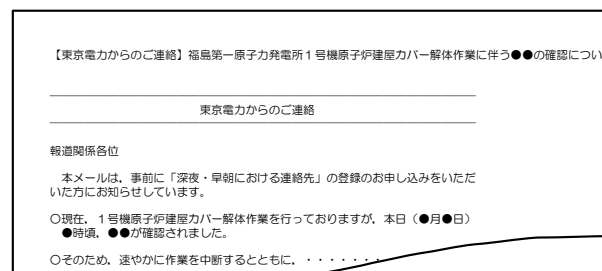 【東京電力からのご連絡】福島第一原子力発電所１号機原子炉建屋カバー解体作業に伴う●●の確認につい
東京電力からのご連絡
報道関係各位
本メールは，事前に「深夜・早朝における連絡先」の登録のお申し込みをいただ
いた方にお知らせしています。
○現在，１号機原子炉建屋カバー解体作業を行っておりますが，本日（●月●日）
●時頃，●●が確認されました。
○そのため，速やかに作業を中断するとともに，・・・・・・・